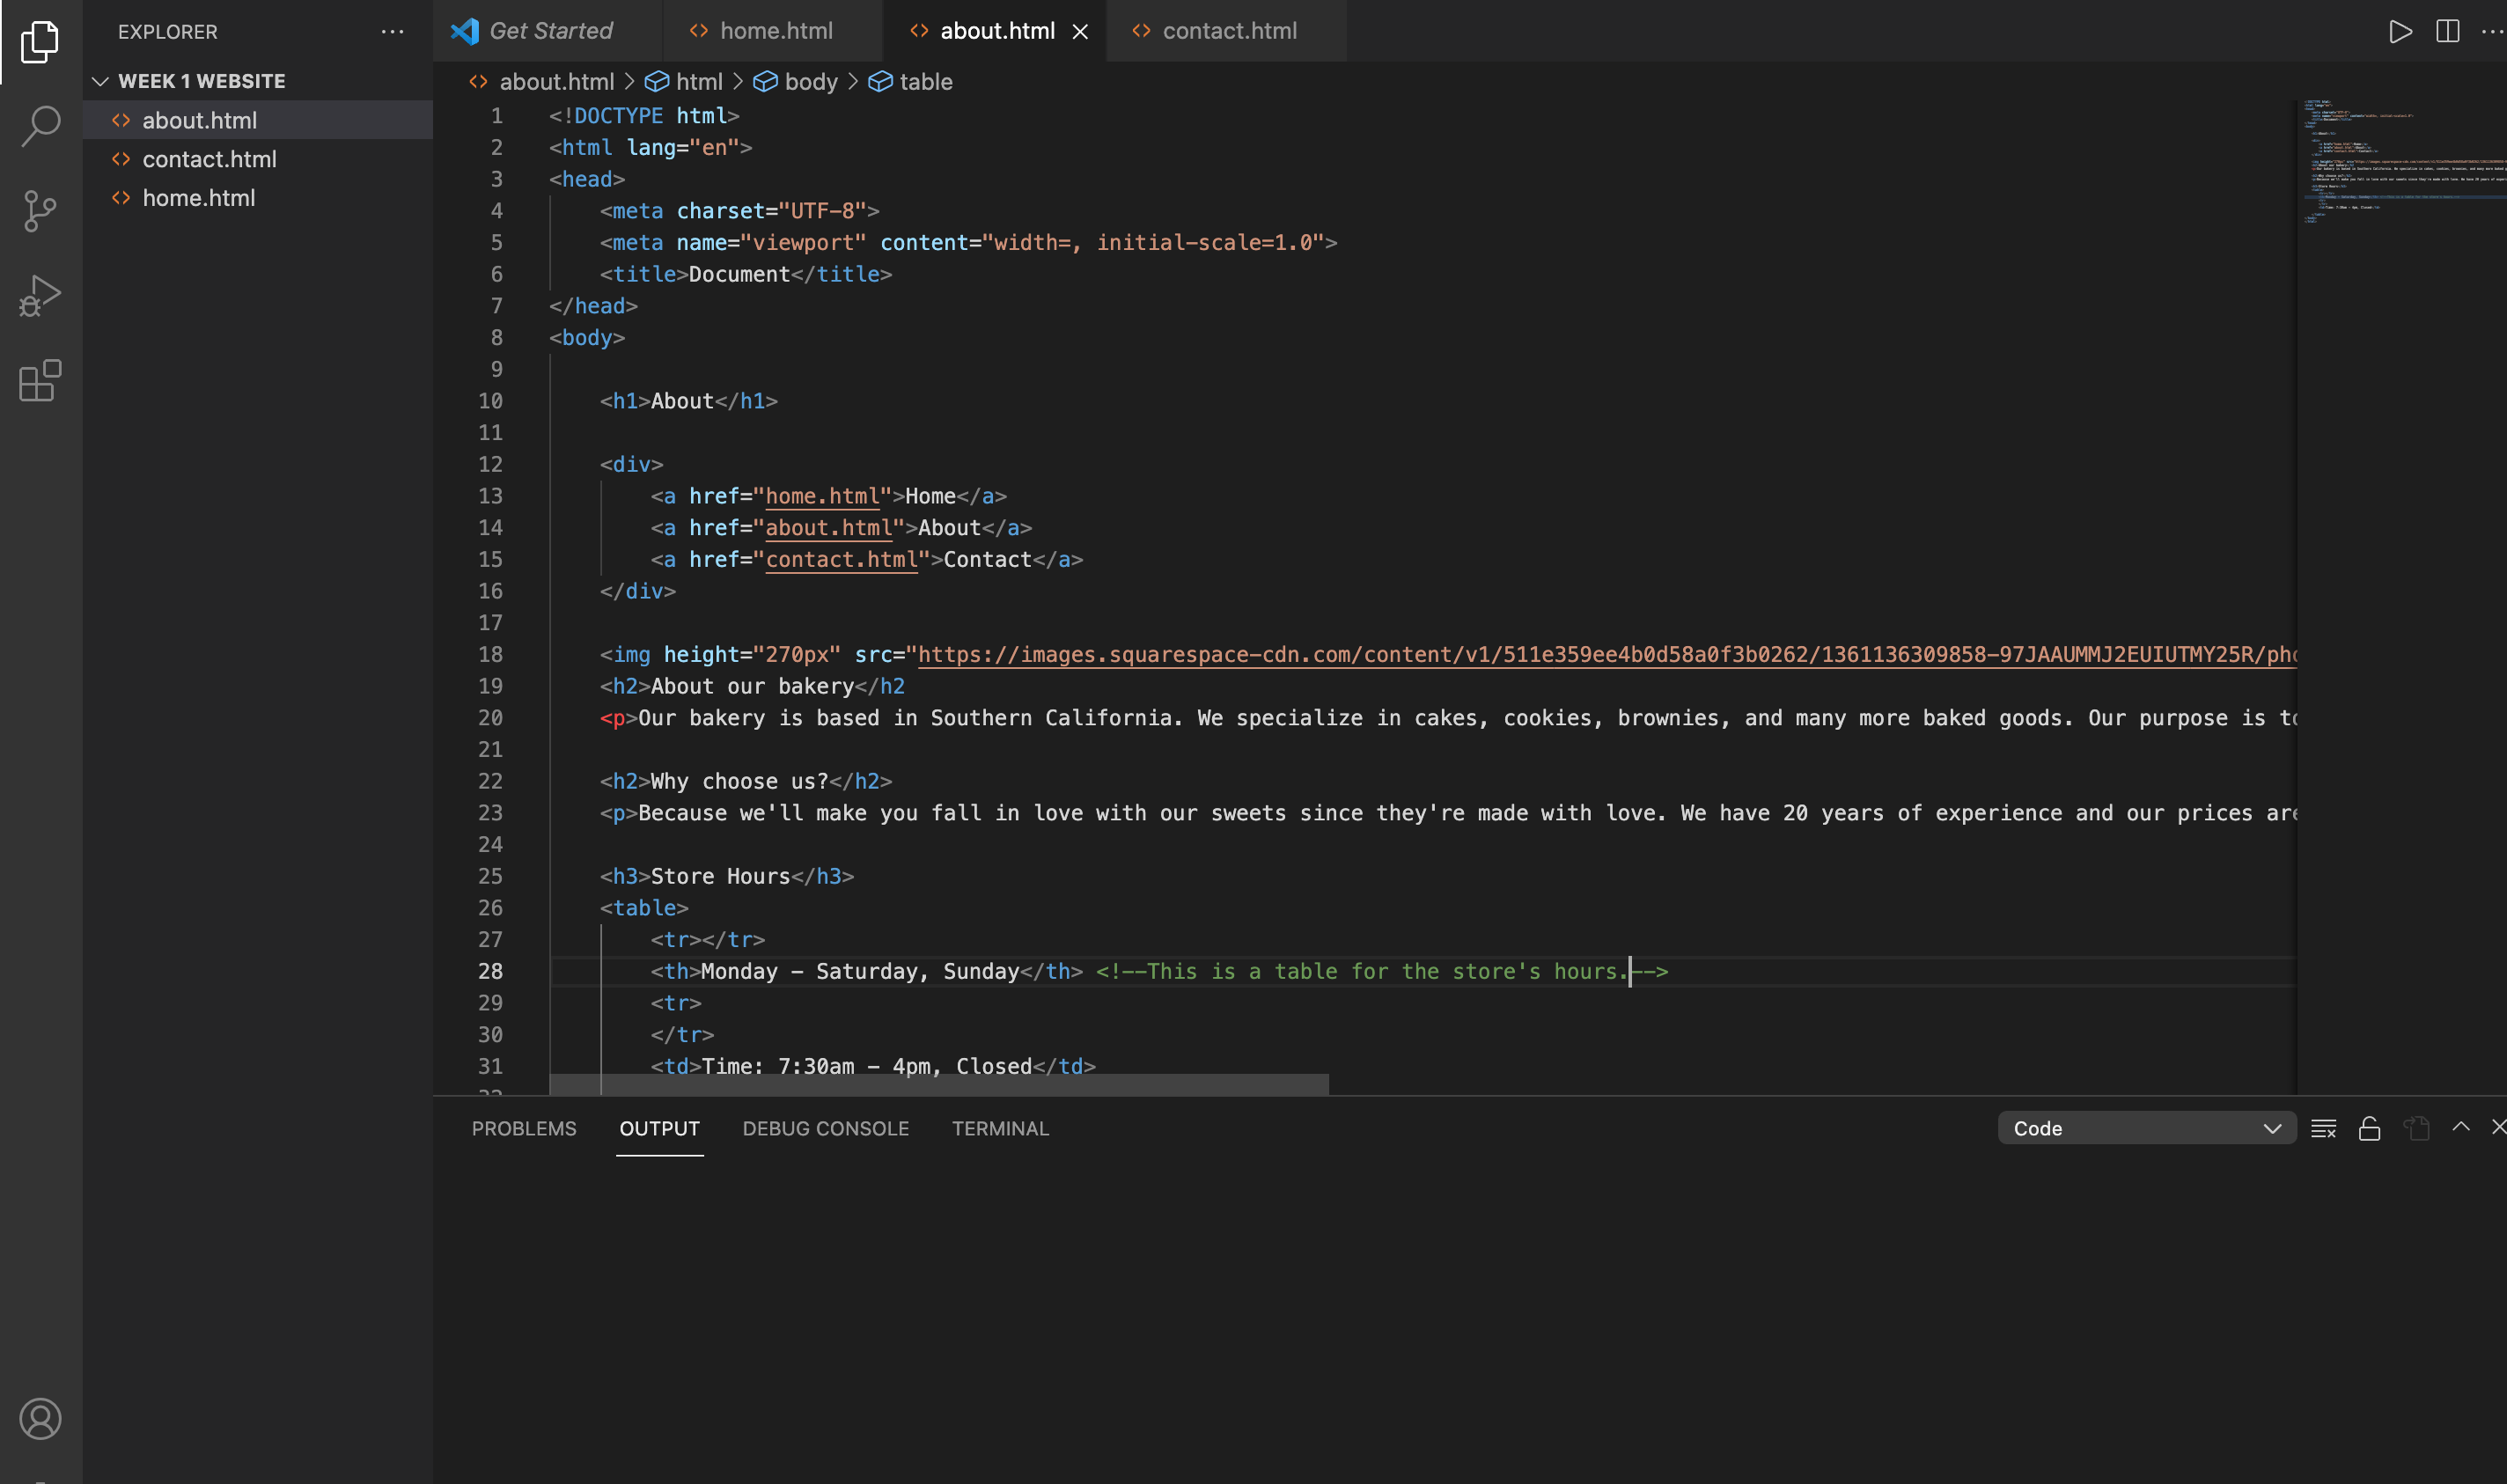 EXPLORER
WEEK 1 WEBSITE
about.html
contact.html
home.html
Get Started home.html about.html contact.html
about.html > html > body > table
1 <!DOCTYPE html>
2 <html lang="en">
3 <head>
4 <meta charset="UTF-8">
5 <meta name="viewport" content="width=, initial-scale=1.0">
6 <title>Document</title>
7 </head>
8 <body>
9
10 <h1>About</h1>
11
12 <div>
13 <a href="home.html">Home</a>
14 <a href="about.html">About</a>
15 <a href="contact.html">Contact</a>
16 </div>
17
18 <img height="270px" src="https://images.squarespace-cdn.com/content/v1/511e359ee4b0d58a0f3b0262/1361136309858-97JAAUMMJ2EUIUTMY25R/pho
19 <h2>About our bakery</h2
20 <p>Our bakery is based in Southern California. We specialize in cakes, cookies, brownies, and many more baked goods. Our purpose is to
21
22 <h2>Why choose us?</h2>
23 <p>Because we'll make you fall in love with our sweets since they're made with love. We have 20 years of experience and our prices are
24
25 <h3>Store Hours</h3>
26 <table>
27 <tr></tr>
28 <th>Monday – Saturday, Sunday</th> <!--This is a table for the store's hours.-->
29 <tr>
30 </tr>
31 <td>Time: 7:30am – 4pm, Closed</td>
PROBLEMS OUTPUT DEBUG CONSOLE TERMINAL Code